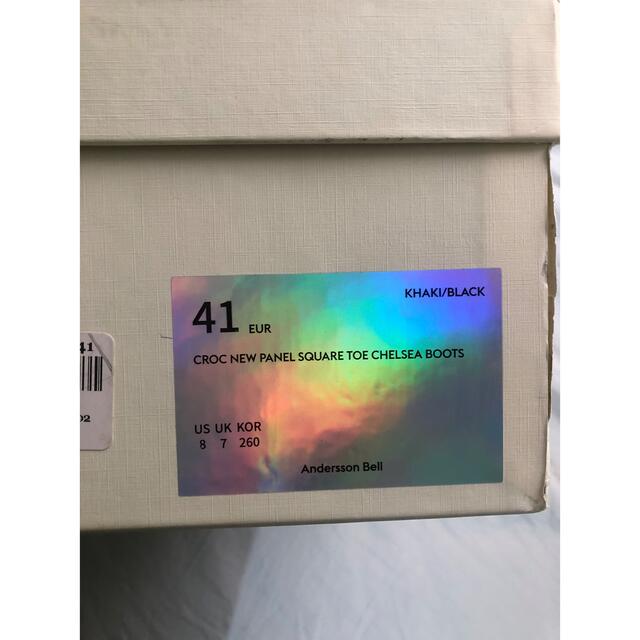 41
02
KHAKI/BLACK
41 EUR
CROC NEW PANEL SQUARE TOE CHELSEA BOOTS
US UK KOR
8 7 260
Andersson Bell